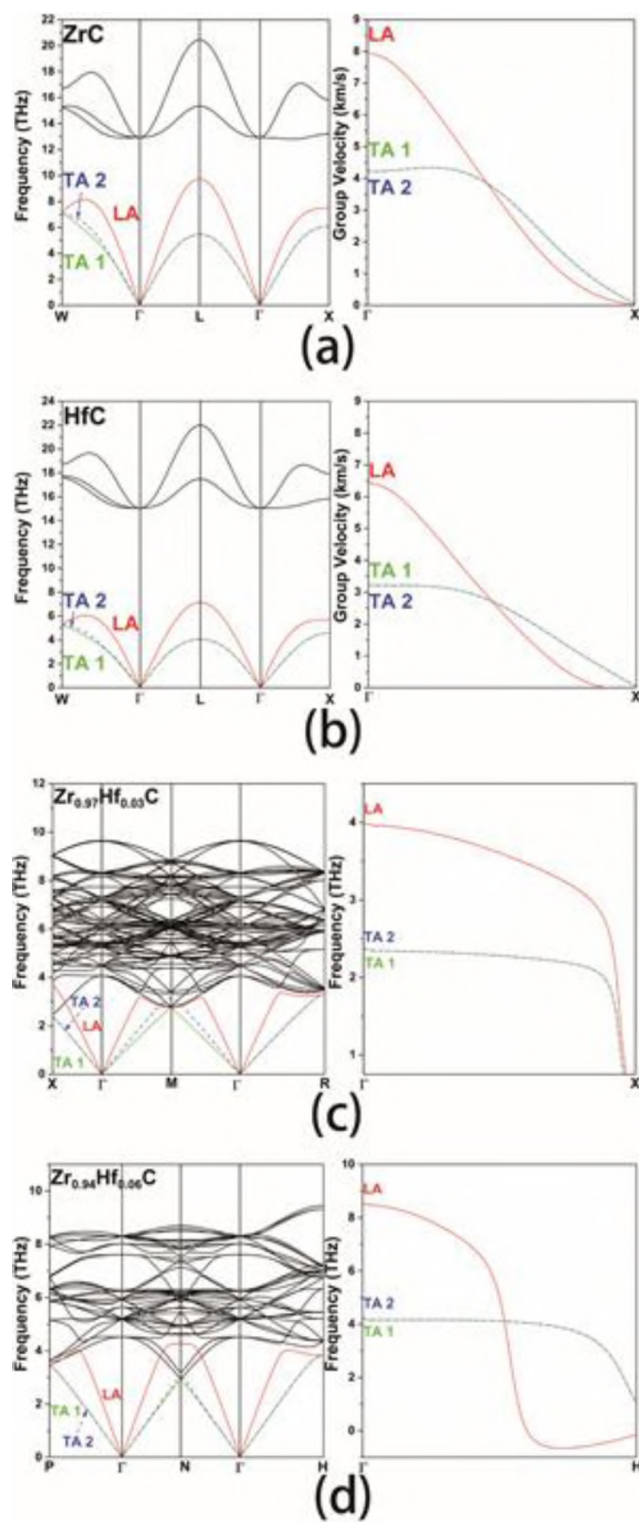 ZrC
Frequency (THz)
22
20
18
16
14
12
10
8
6
4
2
0
TA 2
LA
TA 1
W Γ L Γ X
Group Velocity (km/s)
9
8
7
6
5
4
3
2
1
0
LA
TA 1
TA 2
Γ X
(a)
HfC
Frequency (THz)
24
22
20
18
16
14
12
10
8
6
4
2
0
TA 2
LA
TA 1
W Γ L Γ X
Group Velocity (km/s)
9
8
7
6
5
4
3
2
1
0
LA
TA 1
TA 2
Γ X
(b)
Zr0.97Hf0.03C
Frequency (THz)
12
10
8
6
4
2
0
TA 2
LA
TA 1
X Γ M Γ R
Frequency (THz)
4
3
2
1
LA
TA 2
TA 1
Γ X
(c)
Zr0.94Hf0.06C
Frequency (THz)
10
8
6
4
2
0
LA
TA 1
TA 2
P Γ N Γ H
Frequency (THz)
10
8
6
4
2
0
LA
TA 2
TA 1
Γ H
(d)